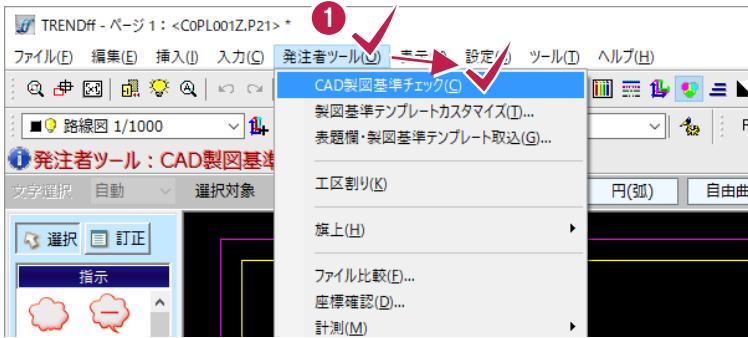 TRENDff - ページ 1 : <C0PL001Z.P21> *
1
ファイル(F) 編集(E) 挿入(I) 入力(C) 発注者ツール(U) 表示 設定 ツール(T) ヘルプ(H)
CAD製図基準チェック(C)
製図基準テンプレートカスタマイズ(T)...
路線図 1/1000
表題欄・製図基準テンプレート取込(G)...
発注者ツール : CAD製図基準
工区割り(K)
文字選択 自動 選択対象 円(弧) 自由曲
旗上(H)
選択 訂正
指示
ファイル比較(F)...
座標確認(D)...
計測(M)